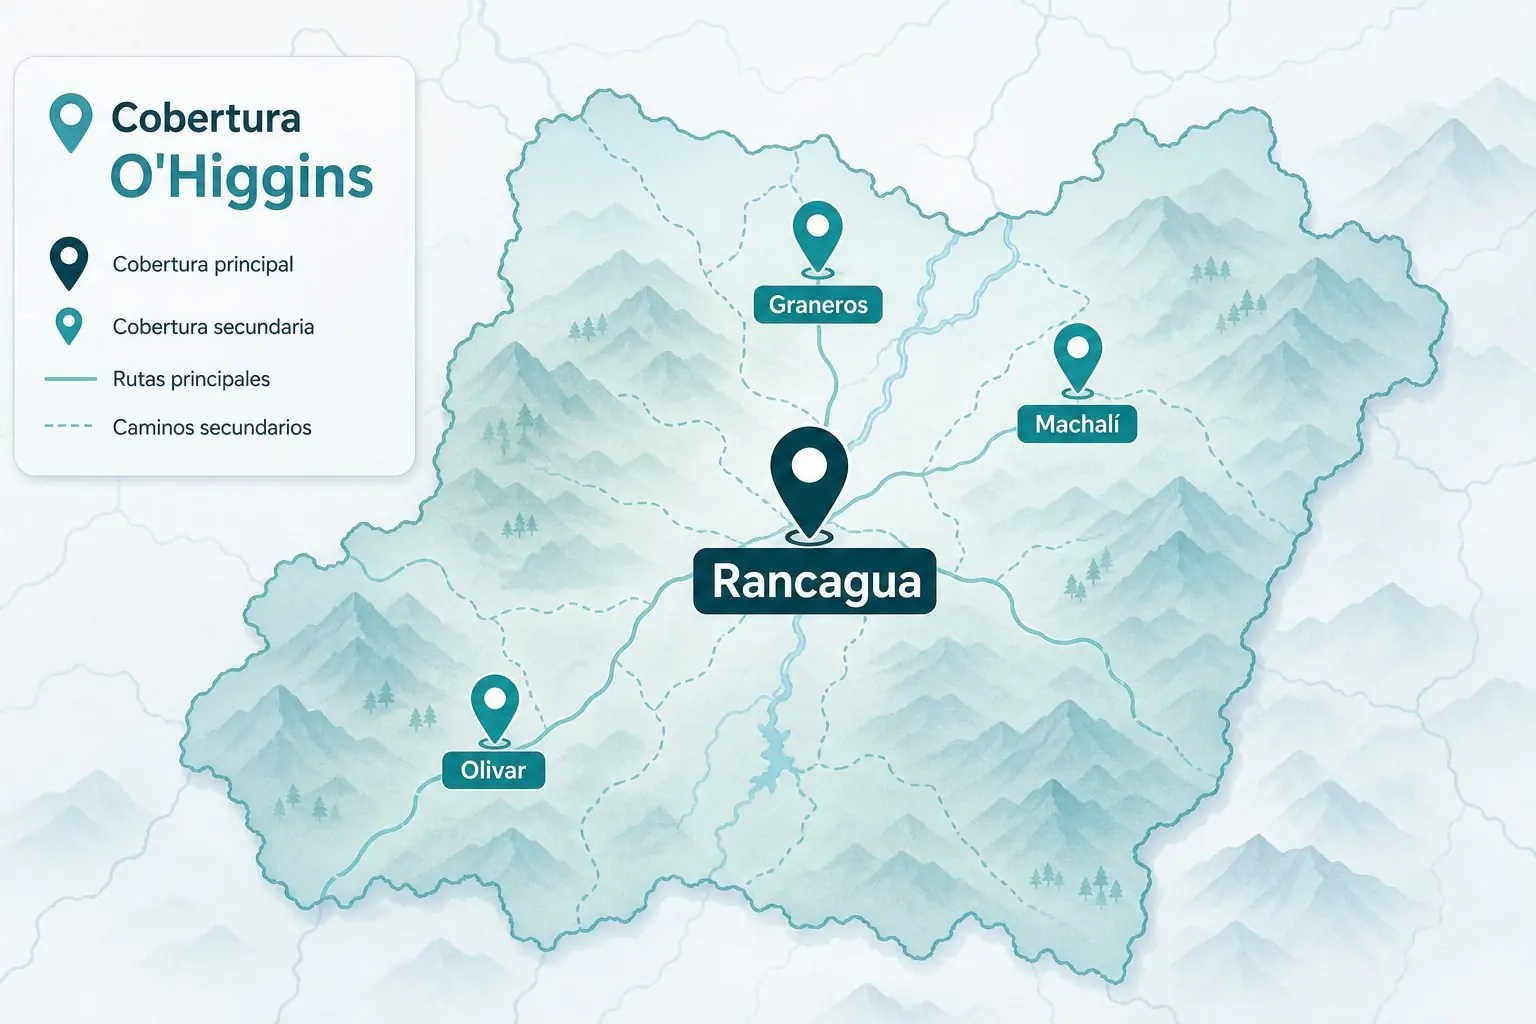 Cobertura
O'Higgins
Cobertura principal
Cobertura secundaria
Rutas principales
Caminos secundarios
Graneros
Machalí
Rancagua
Olivar